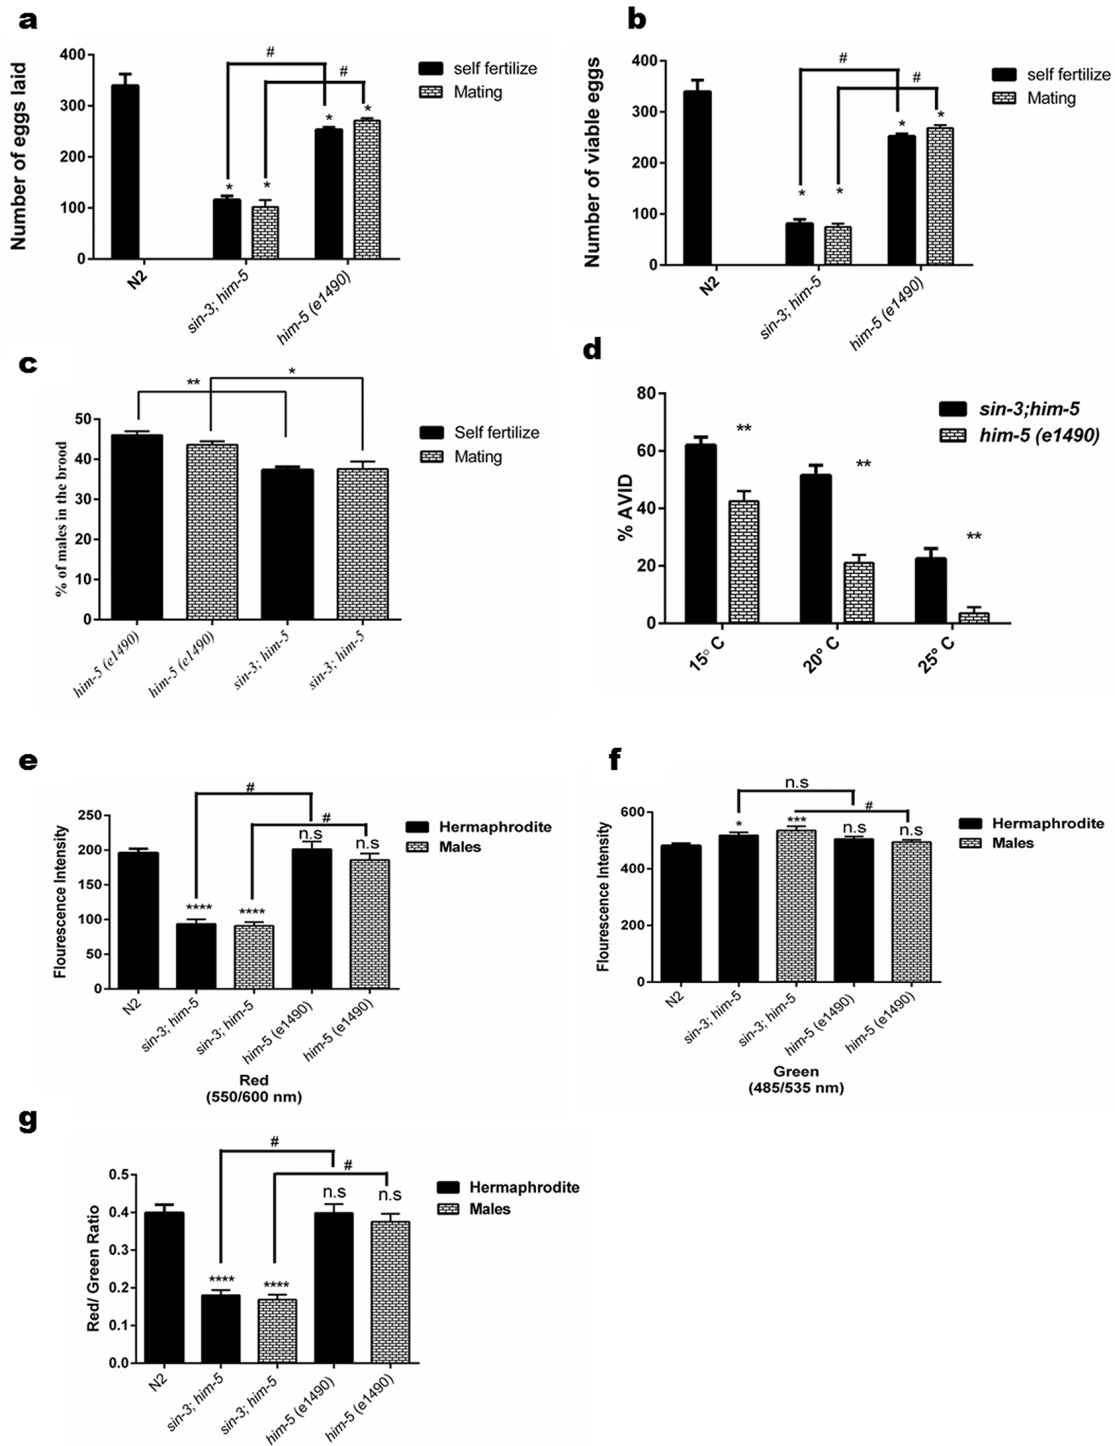 a
Number of eggs laid
400
300
200
100
0
#
#
*
*
*
*
self fertilize
Mating
N2
sin-3; him-5
him-5 (e1490)
b
Number of viable eggs
400
300
200
100
0
#
#
*
*
*
*
self fertilize
Mating
N2
sin-3; him-5
him-5 (e1490)
c
% of males in the brood
50
40
30
20
10
0
**
*
Self fertilize
Mating
him-5 (e1490)
him-5 (e1490)
sin-3; him-5
sin-3; him-5
d
% AVID
80
60
40
20
0
**
**
**
sin-3;him-5
him-5 (e1490)
15° C
20° C
25° C
e
Flourescence Intensity
250
200
150
100
50
0
#
#
****
****
n.s
n.s
Hermaphrodite
Males
N2
sin-3; him-5
sin-3; him-5
him-5 (e1490)
him-5 (e1490)
Red
(550/600 nm)
f
Flourescence Intensity
600
400
200
0
n.s
#
*
***
n.s
n.s
Hermaphrodite
Males
N2
sin-3; him-5
sin-3; him-5
him-5 (e1490)
him-5 (e1490)
Green
(485/535 nm)
g
Red/ Green Ratio
0.5
0.4
0.3
0.2
0.1
0.0
#
#
****
****
n.s
n.s
Hermaphrodite
Males
N2
sin-3; him-5
sin-3; him-5
him-5 (e1490)
him-5 (e1490)